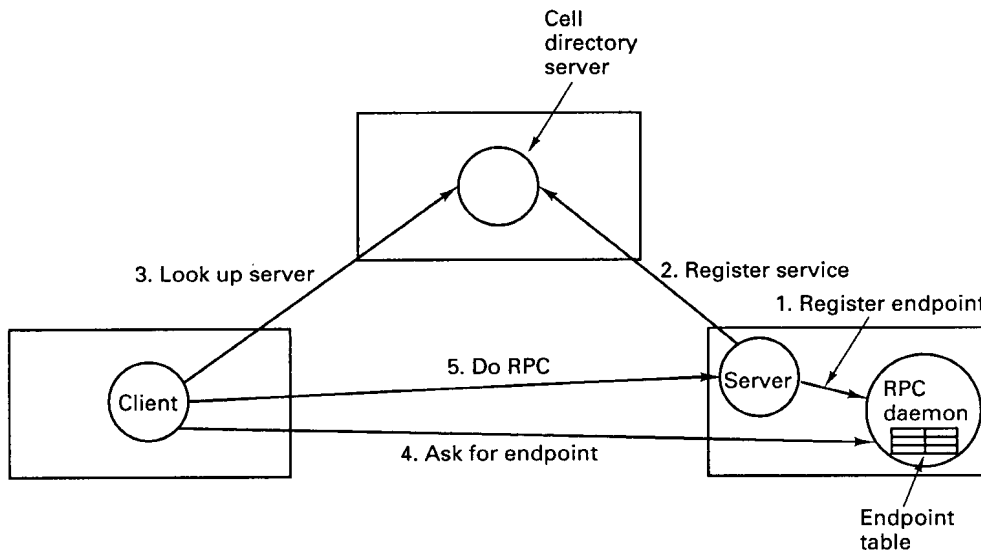 Cell
directory
server
3. Look up server
2. Register service
1. Register endpoint
5. Do RPC
Client
Server
RPC
daemon
4. Ask for endpoint
Endpoint
table